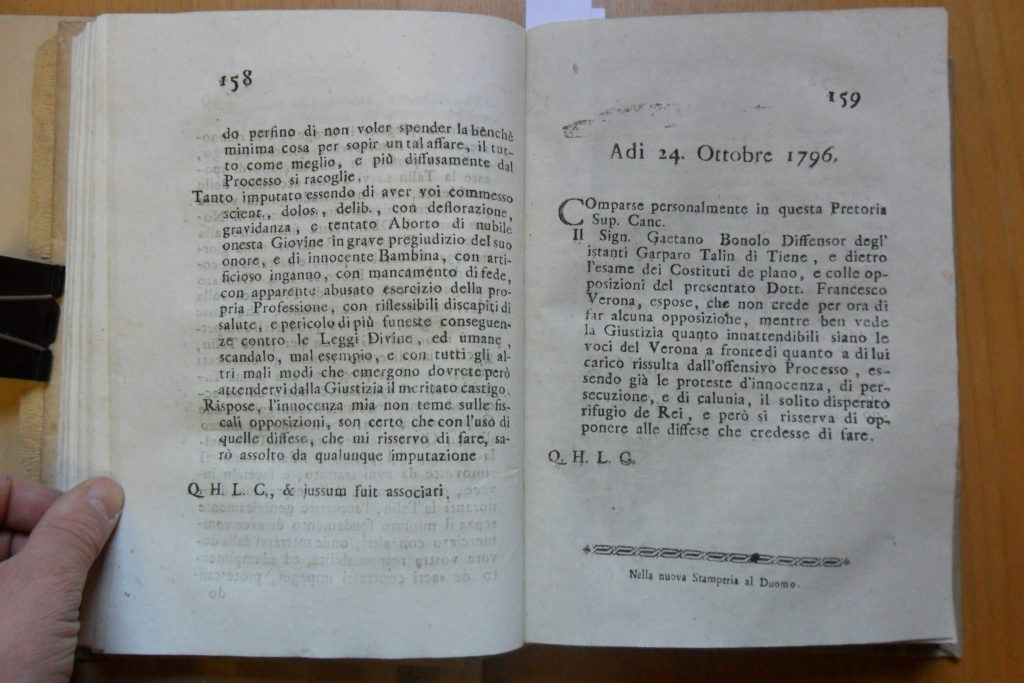 158
do perfino di non voler spender la benchè
minima cosa per sopir un tal affare, il tut-
to come meglio, e più diffusamente dal
Processo si racoglie.
Tanto imputato essendo di aver voi commesso
scient., dolos., delib., con deflorazione,
gravidanza, e tentato Aborto di nubile
onesta Giovine in grave pregiudizio del suo
onore, e di innocente Bambina, con arti-
ficioso inganno, con mancamento di fede,
con apparente abusato esercizio della pro-
pria Professione, con riflessibili discapiti di
salute, e pericolo di più funeste conseguen-
ze contro le Leggi Divine, ed umane,
scandalo, mal esempio, e con tutti gli al-
tri mali modi che emergono dovrete però
attendervi dalla Giustizia il meritato castigo.
Rispose, l'innocenza mia non teme sulle fis-
cali opposizioni, son certo, che con l'uso di
quelle diffese, che mi riservo di fare, sa-
rò assolto da qualunque imputazione
Q. H. L. C., & jussum fuit associari.
do
159
Adi 24. Ottobre 1796.
COmparse personalmente in questa Pretoria
Sup. Canc.
Il Sign. Gaetano Bonolo Diffensor degl'
istanti Garparo Talin di Tiene, e dietro
l'esame dei Costituti de plano, e colle op-
posizioni del presentato Dott. Francesco
Verona, espose, che non crede per ora di
far alcuna opposizione, mentre ben vede
la Giustizia quanto innattendibili siano le
voci del Verona a fronte di quanto a di lui
carico rissulta dall'offensivo Processo, es-
sendo già le proteste d'innocenza, di per-
secuzione, e di calunia, il solito disperato
rifugio de Rei, e però si risserva di op-
ponere alle diffese che credesse di fare.
Q. H. L. C.
Nella nuova Stamperia al Duomo.